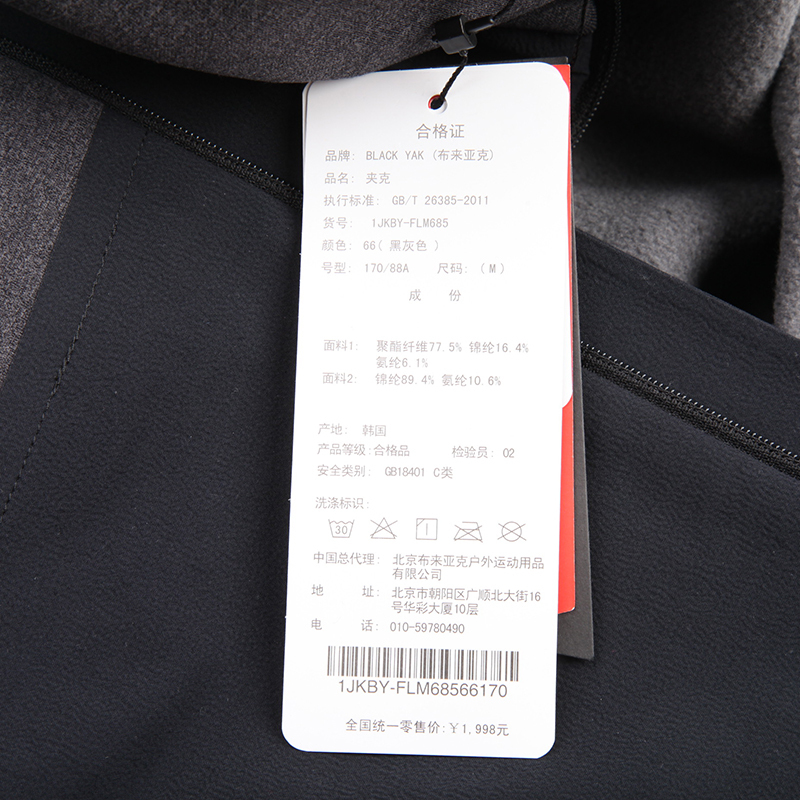 合格证
品牌: BLACK YAK (布来亚克)
品名: 夹克
执行标准: GB/T 26385-2011
货号: 1JKBY-FLM685
颜色: 66( 黑灰色 )
号型: 170/88A 尺码: ( M )
成 份
面料1: 聚酯纤维77.5% 锦纶16.4%
氨纶6.1%
面料2: 锦纶89.4% 氨纶10.6%
产地: 韩国
产品等级:合格品 检验员: 02
安全类别: GB18401 C类
洗涤标识:
30
中国总代理: 北京布来亚克户外运动用品
有限公司
地 址: 北京市朝阳区广顺北大街16
号华彩大厦10层
电 话: 010-59780490
1JKBY-FLM68566170
全国统一零售价:￥1,998元